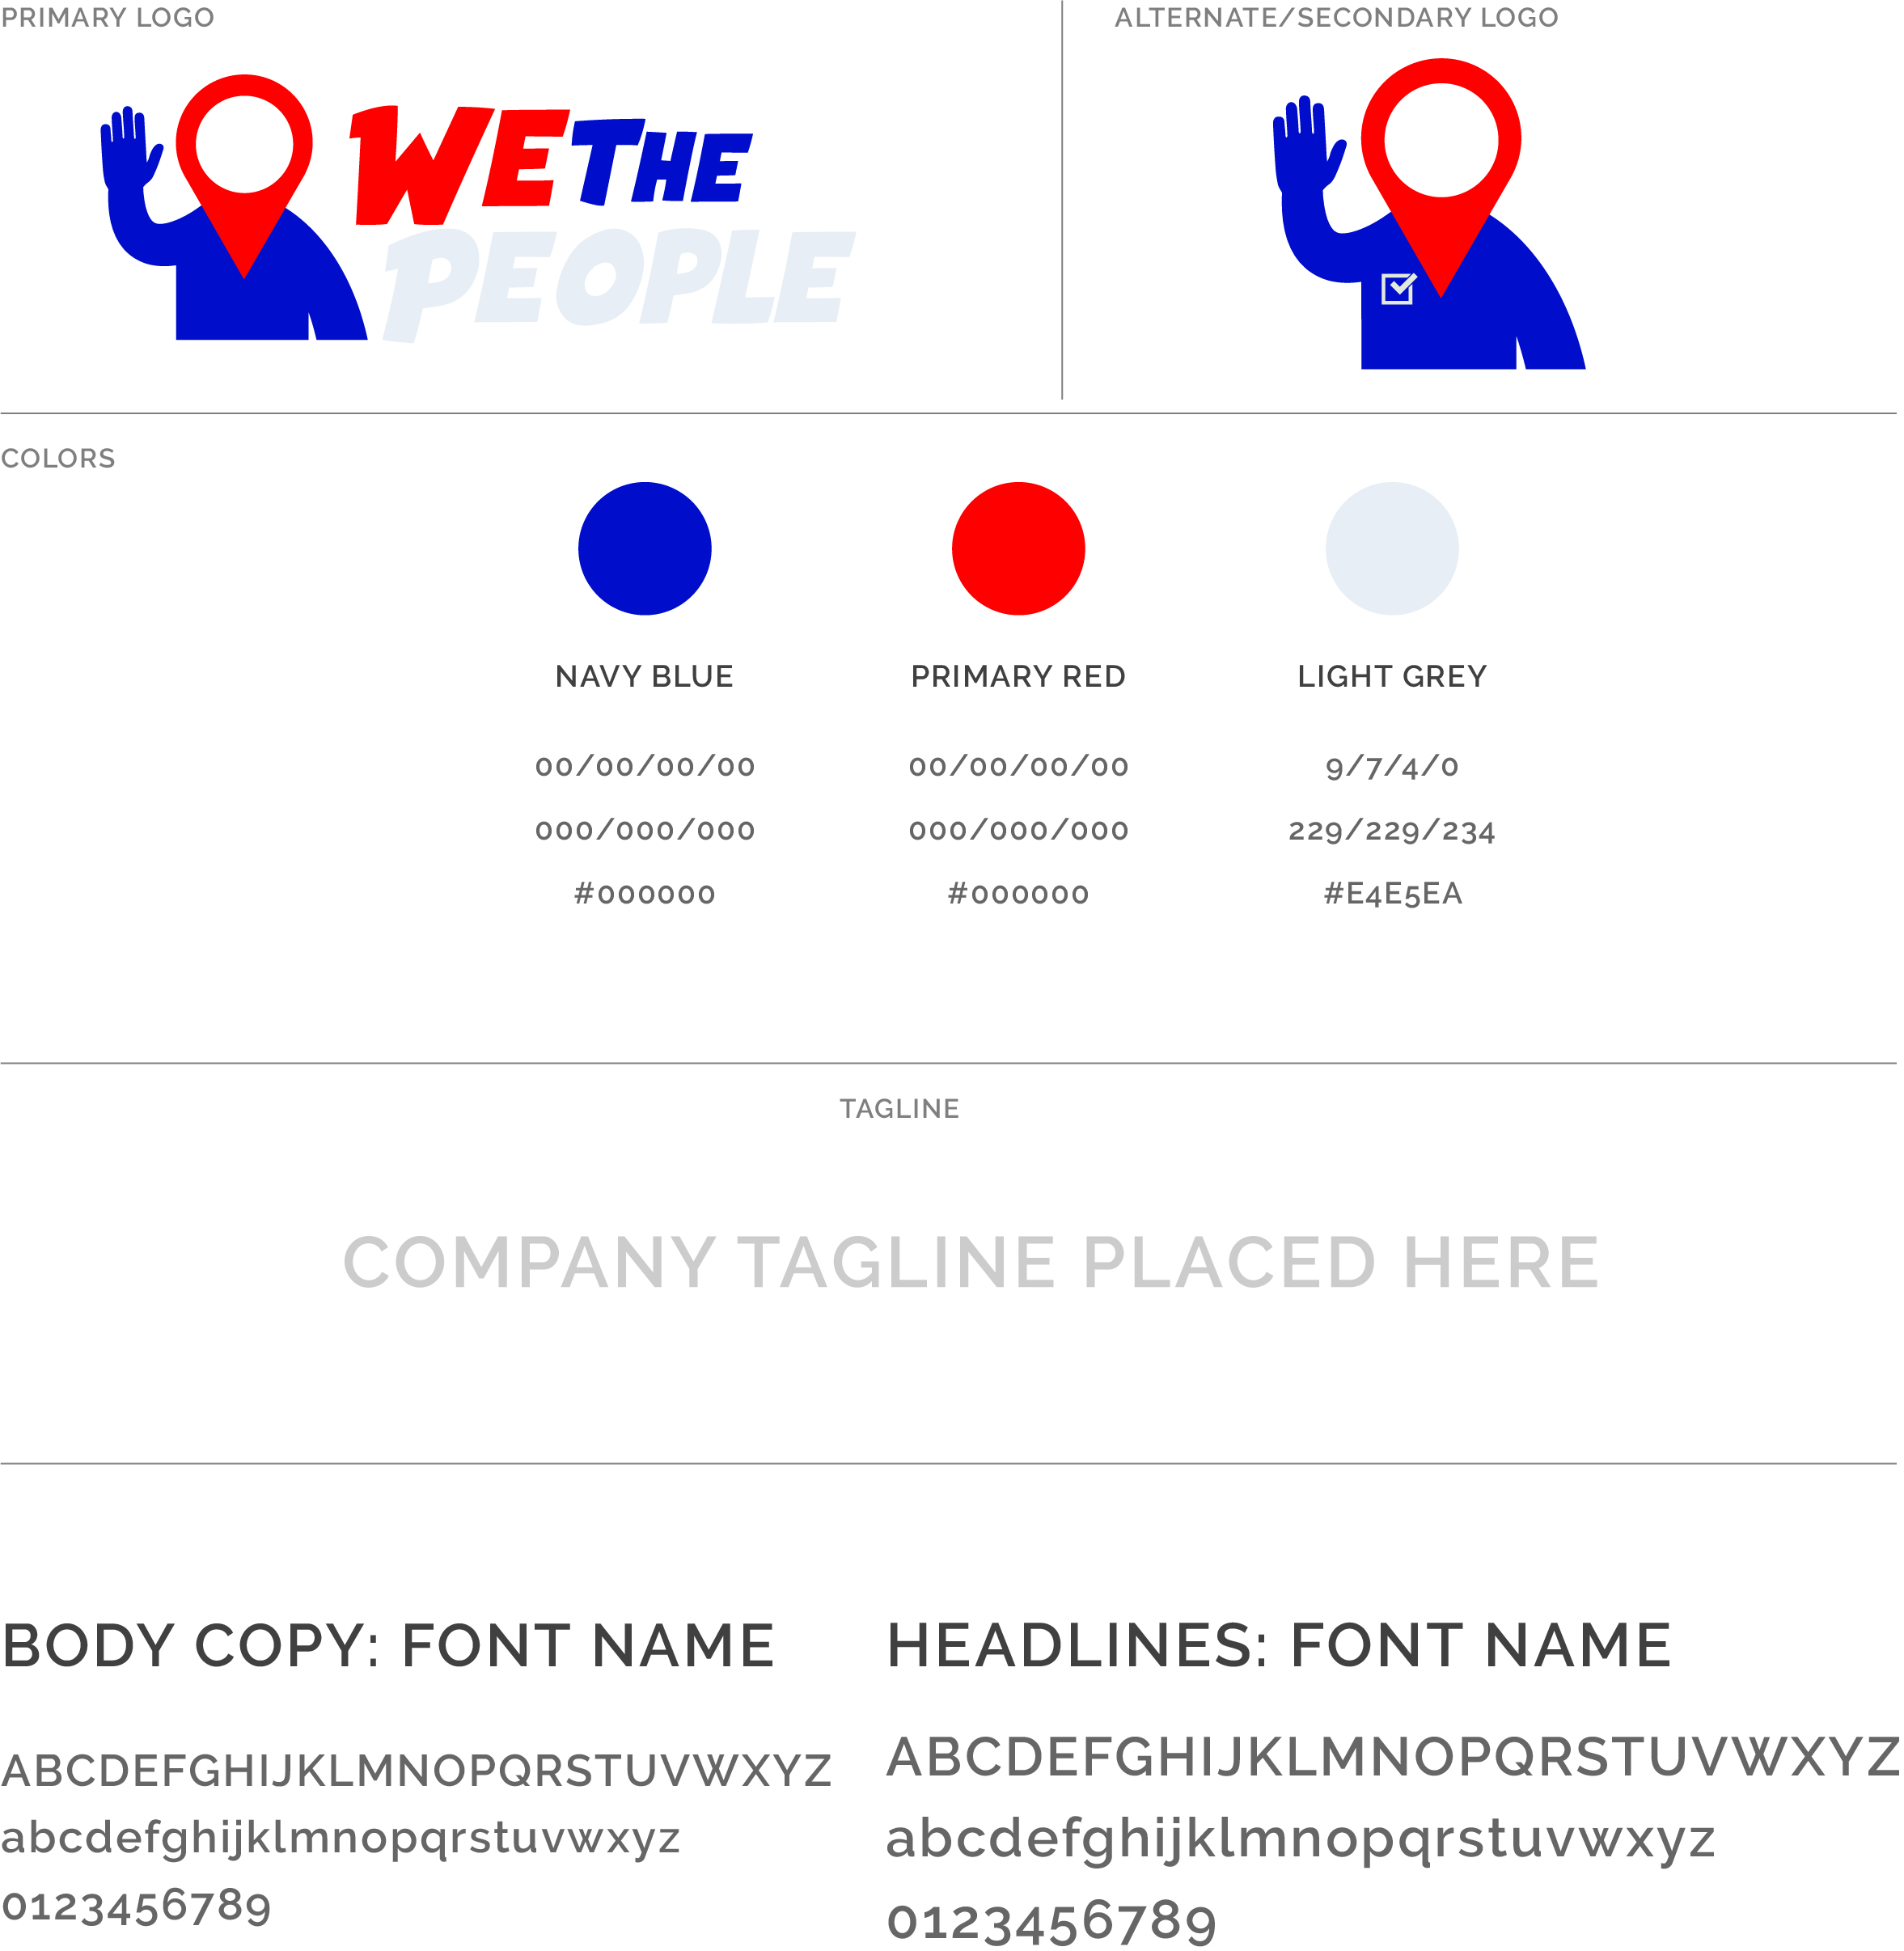 PRIMARY LOGO
ALTERNATE/SECONDARY LOGO
WE THE
PEOPLE
COLORS
NAVY BLUE
PRIMARY RED
LIGHT GREY
00/00/00/00
00/00/00/00
9/7/4/0
000/000/000
000/000/000
229/229/234
#000000
#000000
#E4E5EA
TAGLINE
COMPANY TAGLINE PLACED HERE
BODY COPY: FONT NAME
ABCDEFGHIJKLMNOPQRSTUVWXYZ
abcdefghijklmnopqrstuvwxyz
0123456789
HEADLINES: FONT NAME
ABCDEFGHIJKLMNOPQRSTUVWXYZ
abcdefghijklmnopqrstuvwxyz
0123456789